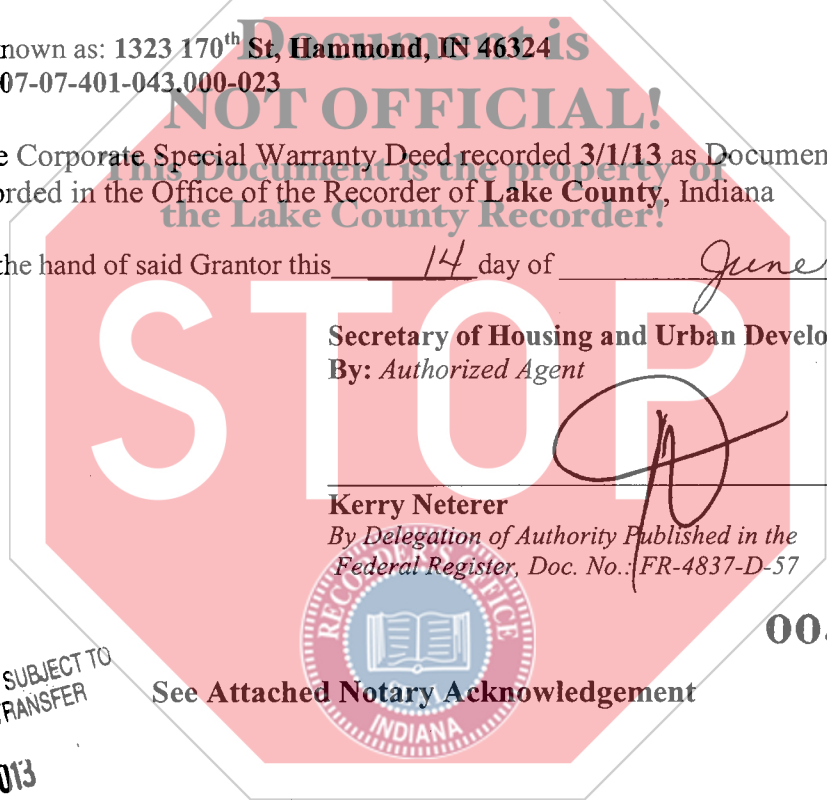 Document is
nown as: 1323 170th St, Hammond, IN 46324
07-07-401-043.000-023
NOT OFFICIAL!
e Corporate Special Warranty Deed recorded 3/1/13 as Documen
This Document is the property of
orded in the Office of the Recorder of Lake County, Indiana
the Lake County Recorder!
the hand of said Grantor this 14 day of June
STOP
Secretary of Housing and Urban Develo
By: Authorized Agent
Kerry Neterer
By Delegation of Authority Published in the
Federal Register, Doc. No.: FR-4837-D-57
RECORDER'S OFFICE
00
SUBJECT TO
RANSFER
See Attached Notary Acknowledgement
INDIANA
013